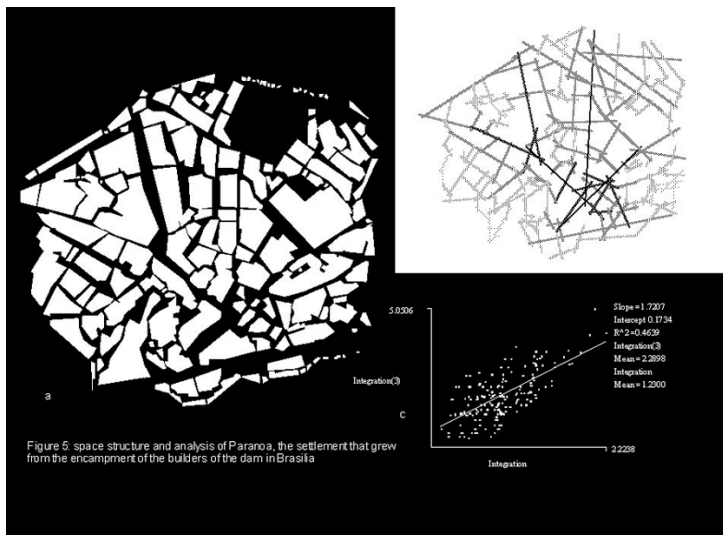 5.0506
Slope = 1.7207
Intercept 0.1734
R^2 = 0.4639
Integration(3)
Mean = 2.2898
Integration
Mean = 1.2300
Integration(3)
a
c
2.2238
Integration
Figure 5: space structure and analysis of Paranoa, the settlement that grew
from the encampment of the builders of the dam in Brasilia